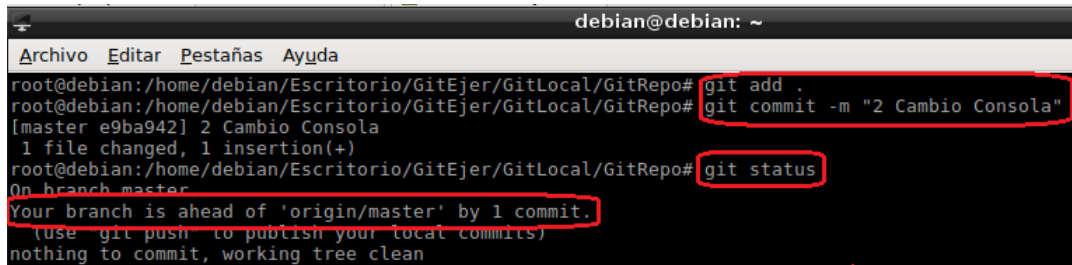 debian@debian: ~
Archivo Editar Pestañas Ayuda
root@debian:/home/debian/Escritorio/GitEjer/GitLocal/GitRepo# git add .
root@debian:/home/debian/Escritorio/GitEjer/GitLocal/GitRepo# git commit -m "2 Cambio Consola"
[master e9ba942] 2 Cambio Consola
1 file changed, 1 insertion(+)
root@debian:/home/debian/Escritorio/GitEjer/GitLocal/GitRepo# git status
On branch master
Your branch is ahead of 'origin/master' by 1 commit.
(use "git push" to publish your local commits)
nothing to commit, working tree clean